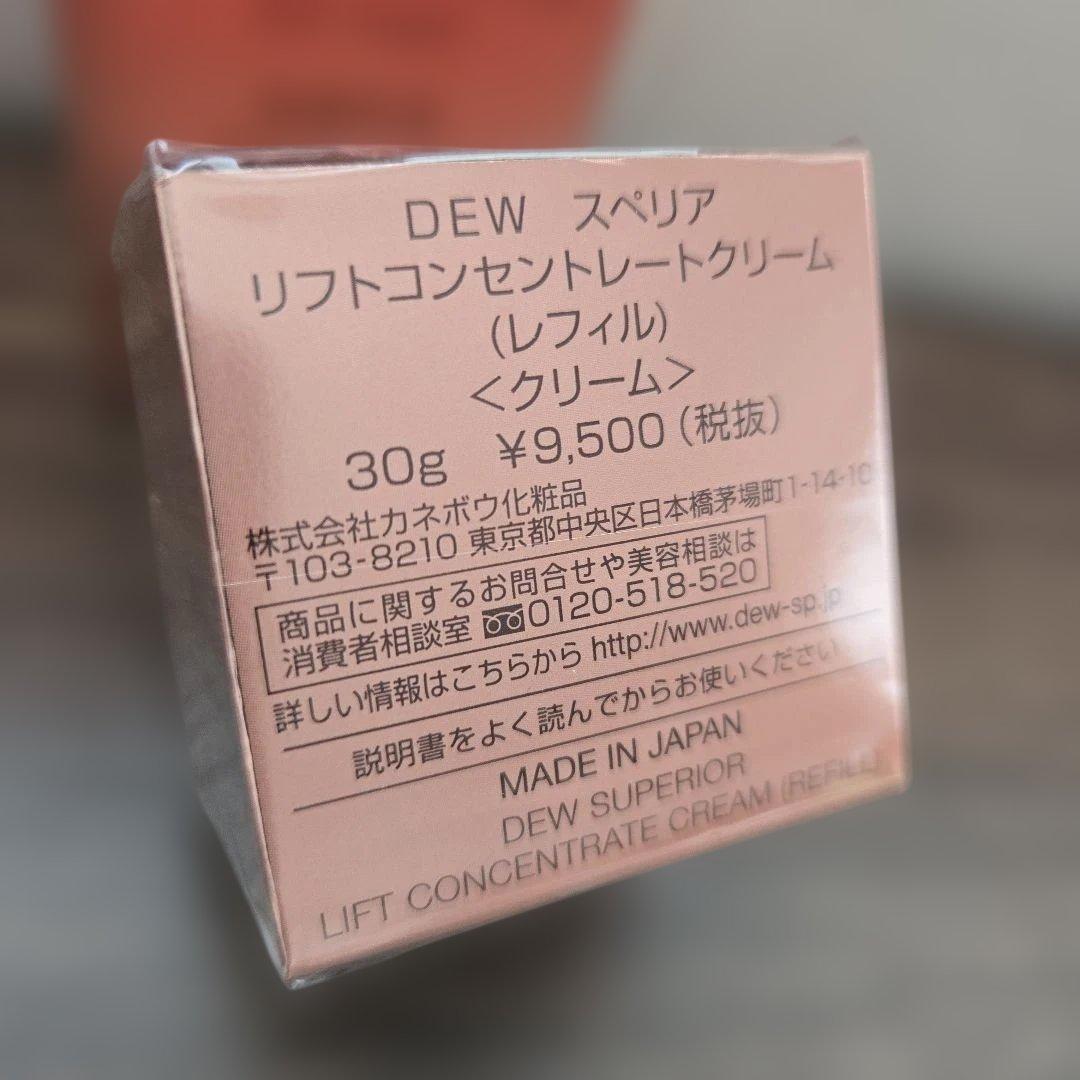 DEW スペリア
リフトコンセントレートクリーム
(レフィル)
<クリーム>
30g ¥9,500(税抜)
株式会社カネボウ化粧品
〒103-8210 東京都中央区日本橋茅場町1-14-10
商品に関するお問合せや美容相談は
消費者相談室 0120-518-520
詳しい情報はこちらから http://www.dew-sp.jp
説明書をよく読んでからお使いください
MADE IN JAPAN
DEW SUPERIOR
LIFT CONCENTRATE CREAM (REFILL)